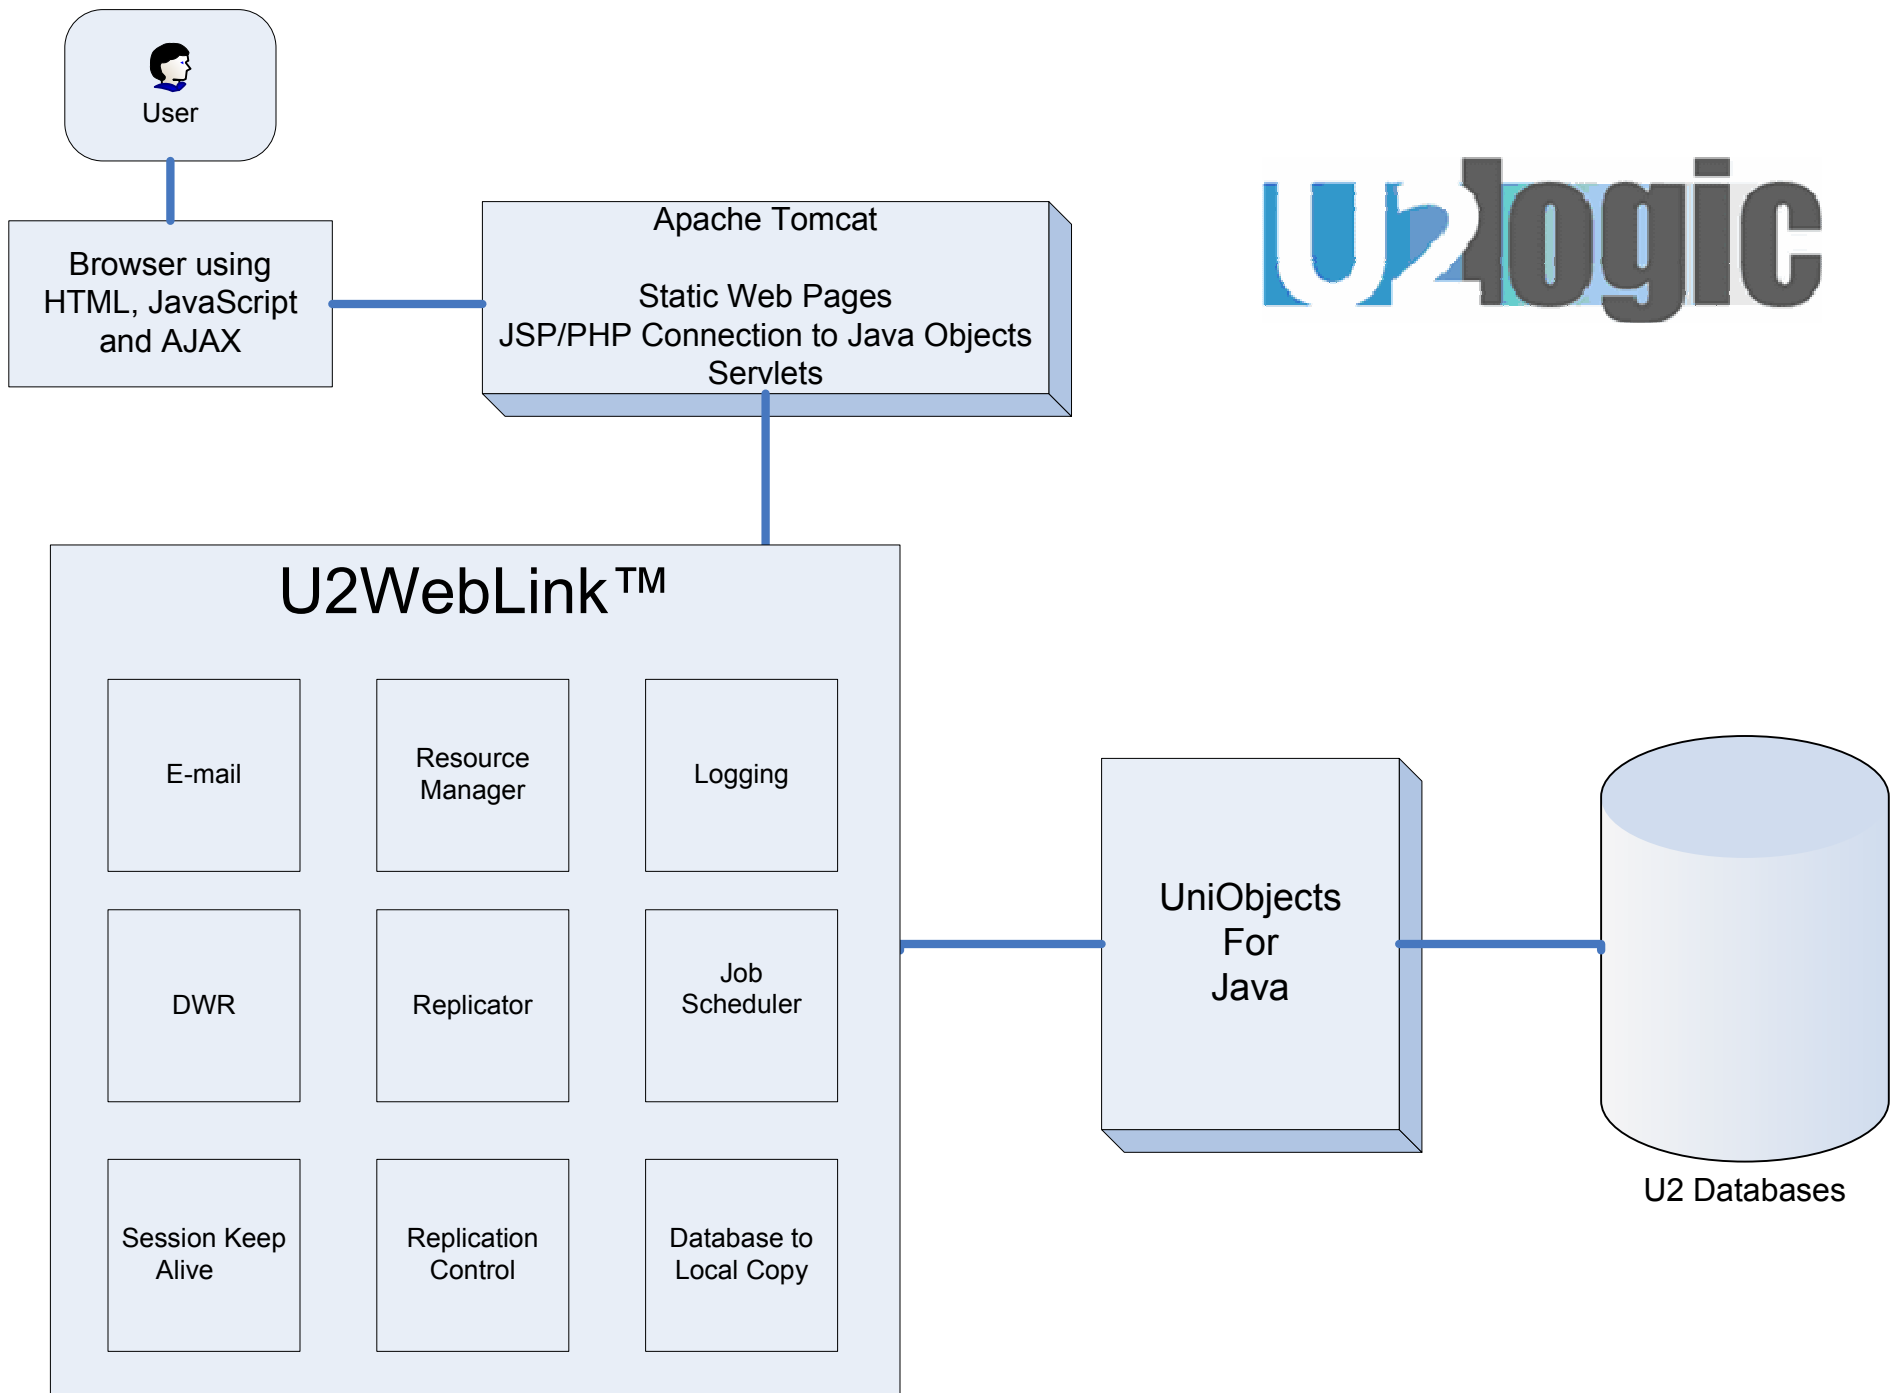 User
Browser using
HTML, JavaScript
and AJAX
Apache Tomcat
Static Web Pages
JSP/PHP Connection to Java Objects
Servlets
U2logic
U2WebLink™
E-mail
Resource
Manager
Logging
DWR
Replicator
Job
Scheduler
Session Keep
Alive
Replication
Control
Database to
Local Copy
UniObjects
For
Java
U2 Databases